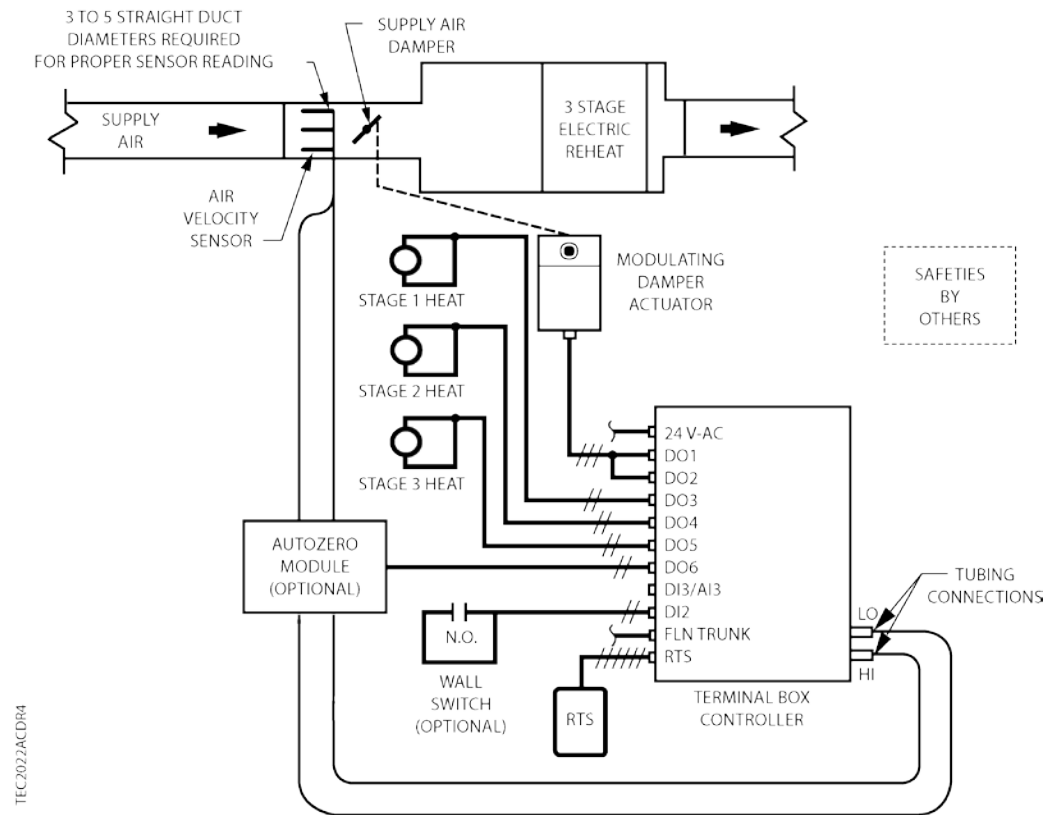 3 TO 5 STRAIGHT DUCT
DIAMETERS REQUIRED
FOR PROPER SENSOR READING
SUPPLY AIR
DAMPER
SUPPLY
AIR
3 STAGE
ELECTRIC
REHEAT
AIR
VELOCITY
SENSOR
STAGE 1 HEAT
MODULATING
DAMPER
ACTUATOR
SAFETIES
BY
OTHERS
STAGE 2 HEAT
STAGE 3 HEAT
24 V-AC
DO1
DO2
DO3
DO4
DO5
DO6
DI3/AI3
DI2
FLN TRUNK
RTS
AUTOZERO
MODULE
(OPTIONAL)
TUBING
CONNECTIONS
LO
HI
N.O.
WALL
SWITCH
(OPTIONAL)
RTS
TERMINAL BOX
CONTROLLER
TEC2022ACDR4